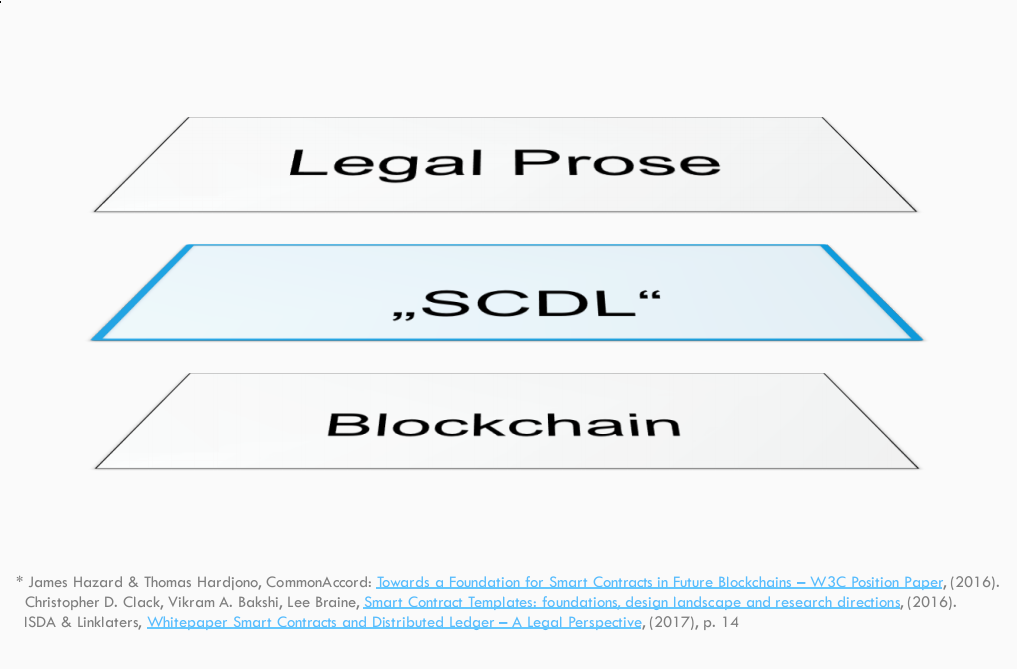 Legal Prose
„SCDL“
Blockchain
* James Hazard & Thomas Hardjono, CommonAccord: Towards a Foundation for Smart Contracts in Future Blockchains – W3C Position Paper, (2016).
Christopher D. Clack, Vikram A. Bakshi, Lee Braine, Smart Contract Templates: foundations, design landscape and research directions, (2016).
ISDA & Linklaters, Whitepaper Smart Contracts and Distributed Ledger – A Legal Perspective, (2017), p. 14